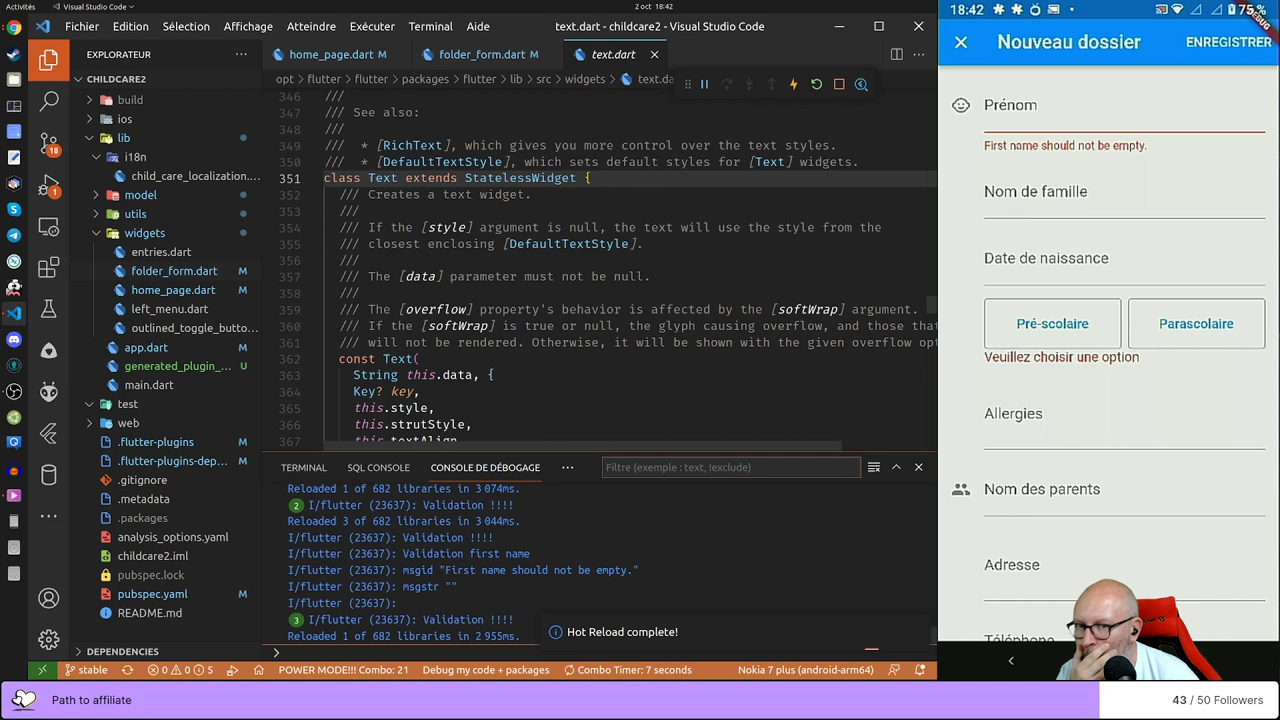 Activités
Visual Studio Code
2 oct 18:42
Fichier Édition Sélection Affichage Atteindre Exécuter Terminal Aide
text.dart - childcare2 - Visual Studio Code
EXPLORATEUR
CHILDCARE2
build
ios
lib
i18n
child_care_localization....
model
utils
widgets
entries.dart
folder_form.dart M
home_page.dart M
left_menu.dart
outlined_toggle_butto...
app.dart M
generated_plugin_... U
main.dart
test
web
.flutter-plugins M
.flutter-plugins-dep... M
.gitignore
.metadata
.packages
analysis_options.yaml
childcare2.iml
pubspec.lock
pubspec.yaml M
README.md
DEPENDENCIES
18
1
home_page.dart M
folder_form.dart M
text.dart
opt > flutter > flutter > packages > flutter > lib > src > widgets > text.da
346 ///
347 /// See also:
348 ///
349 /// * [RichText], which gives you more control over the text styles.
350 /// * [DefaultTextStyle], which sets default styles for [Text] widgets.
351 class Text extends StatelessWidget {
352 /// Creates a text widget.
353 ///
354 /// If the [style] argument is null, the text will use the style from the
355 /// closest enclosing [DefaultTextStyle].
356 ///
357 /// The [data] parameter must not be null.
358 ///
359 /// The [overflow] property's behavior is affected by the [softWrap] argument.
360 /// If the [softWrap] is true or null, the glyph causing overflow, and those that
361 /// will not be rendered. Otherwise, it will be shown with the given overflow opt
362 const Text(
363 String this.data, {
364 Key? key,
365 this.style,
366 this.strutStyle,
367 this.textAlign,
TERMINAL SQL CONSOLE CONSOLE DE DÉBOGAGE
Filtre (exemple : text, !exclude)
Reloaded 1 of 682 libraries in 3 074ms.
2 I/flutter (23637): Validation !!!!
Reloaded 3 of 682 libraries in 3 044ms.
I/flutter (23637): Validation !!!!
I/flutter (23637): Validation first name
I/flutter (23637): msgid "First name should not be empty."
I/flutter (23637): msgstr ""
I/flutter (23637):
3 I/flutter (23637): Validation !!!!
Reloaded 1 of 682 libraries in 2 955ms.
Hot Reload complete!
stable 0 0 5 POWER MODE!!! Combo: 21 Debug my code + packages Combo Timer: 7 seconds Nokia 7 plus (android-arm64)
Path to affiliate
43 / 50 Followers
18:42
75 %
Nouveau dossier
ENREGISTRER
Prénom
First name should not be empty.
Nom de famille
Date de naissance
Pré-scolaire
Parascolaire
Veuillez choisir une option
Allergies
Nom des parents
Adresse
Téléphone